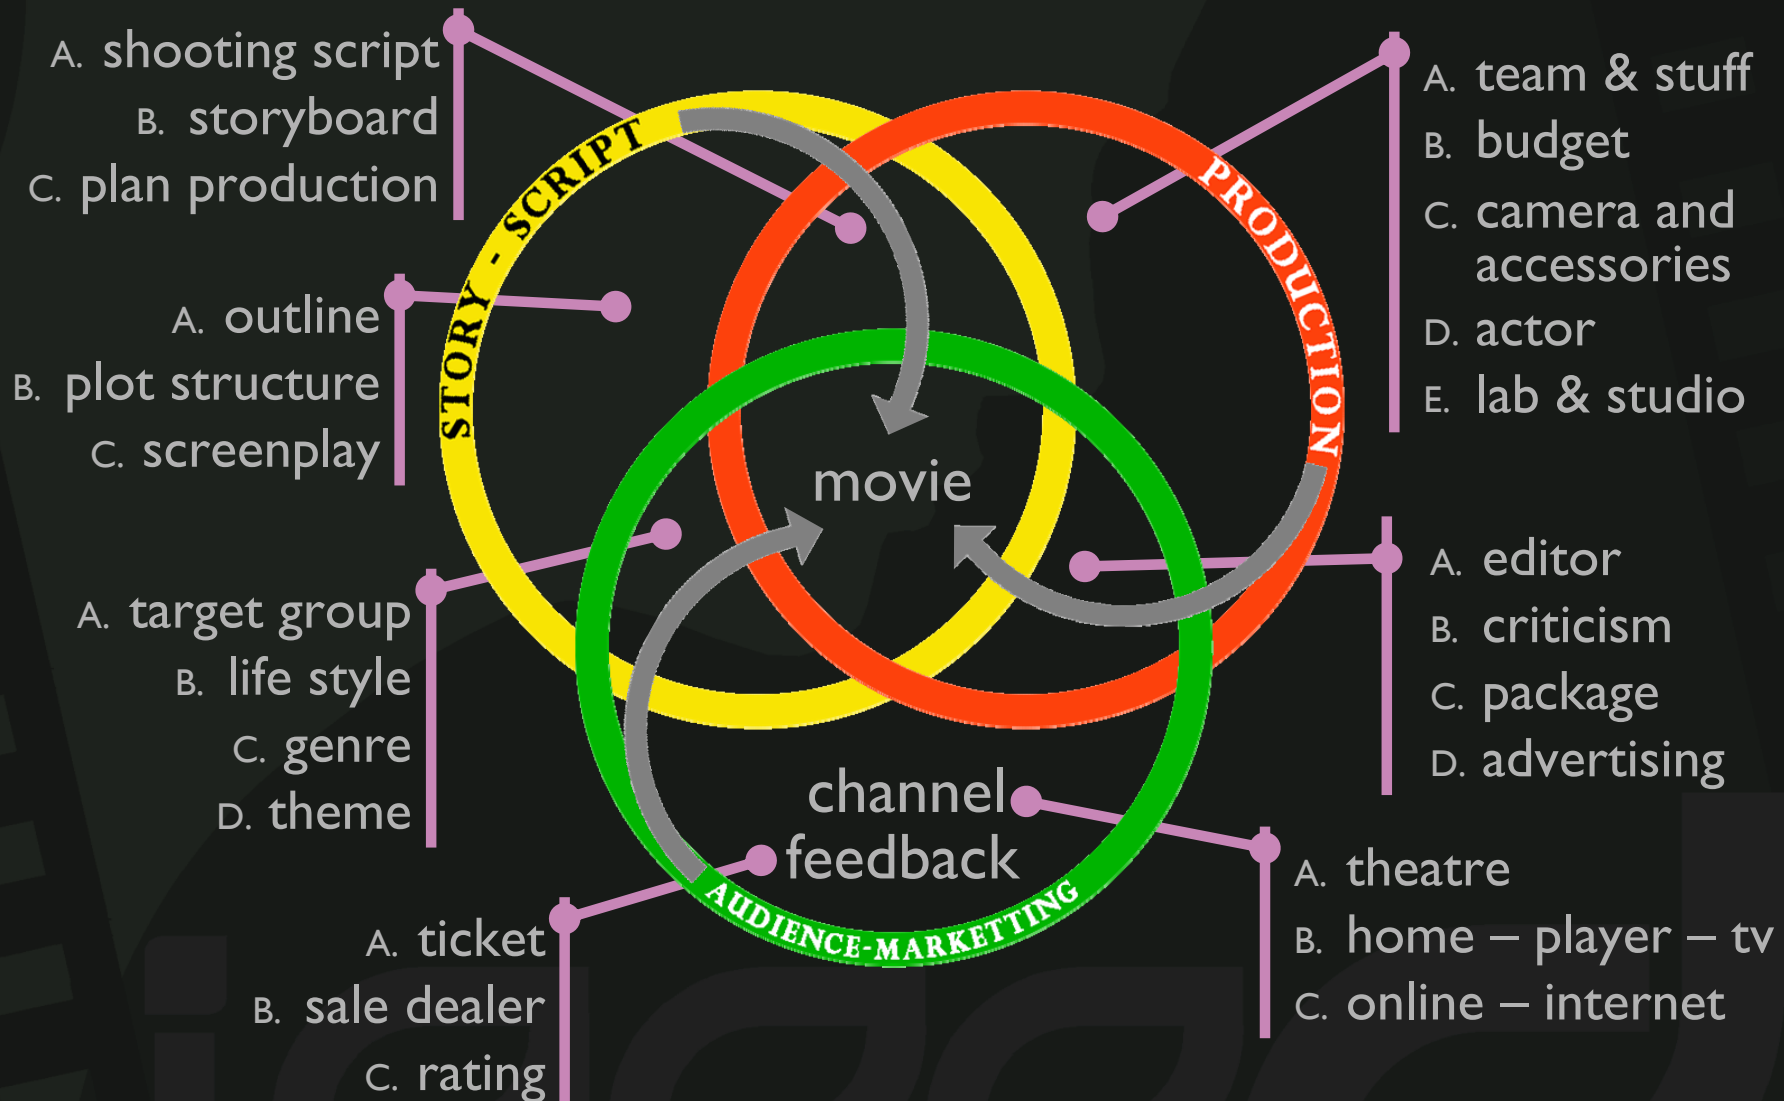 A. shooting script
B. storyboard
C. plan production
A. outline
B. plot structure
C. screenplay
A. target group
B. life style
C. genre
D. theme
A. ticket
B. sale dealer
C. rating
STORY - SCRIPT
PRODUCTION
AUDIENCE-MARKETTING
movie
channel
feedback
A. team & stuff
B. budget
C. camera and
accessories
D. actor
E. lab & studio
A. editor
B. criticism
C. package
D. advertising
A. theatre
B. home – player – tv
C. online – internet